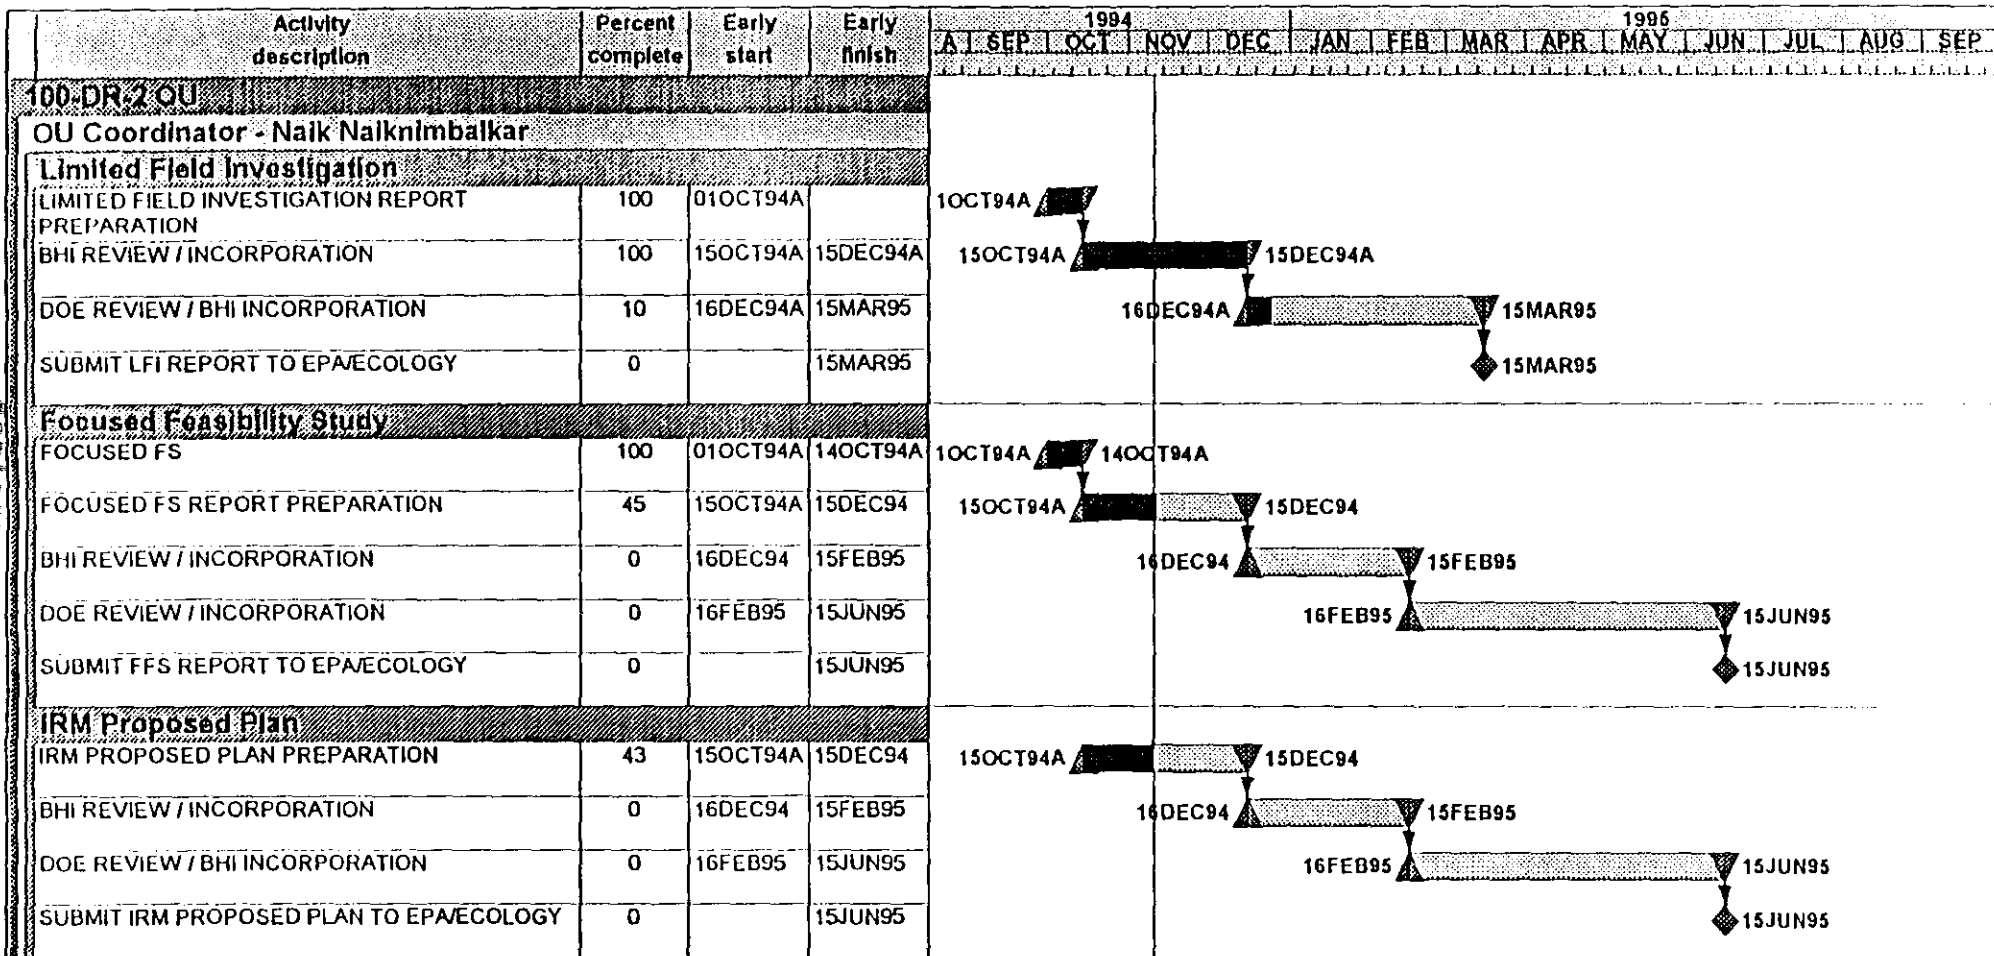 Activity description Percent complete Early start Early finish
1994 1995
A SEP OCT NOV DEC JAN FEB MAR APR MAY JUN JUL AUG SEP
100-DR-2 OU
OU Coordinator - Naik Naiknimbalkar
Limited Field Investigation
LIMITED FIELD INVESTIGATION REPORT PREPARATION 100 01OCT94A 1OCT94A
BHI REVIEW / INCORPORATION 100 15OCT94A 15DEC94A 15OCT94A 15DEC94A
DOE REVIEW / BHI INCORPORATION 10 16DEC94A 15MAR95 16DEC94A 15MAR95
SUBMIT LFI REPORT TO EPA/ECOLOGY 0 15MAR95 15MAR95
Focused Feasibility Study
FOCUSED FS 100 01OCT94A 14OCT94A 1OCT94A 14OCT94A
FOCUSED FS REPORT PREPARATION 45 15OCT94A 15DEC94 15OCT94A 15DEC94
BHI REVIEW / INCORPORATION 0 16DEC94 15FEB95 16DEC94 15FEB95
DOE REVIEW / INCORPORATION 0 16FEB95 15JUN95 16FEB95 15JUN95
SUBMIT FFS REPORT TO EPA/ECOLOGY 0 15JUN95 15JUN95
IRM Proposed Plan
IRM PROPOSED PLAN PREPARATION 43 15OCT94A 15DEC94 15OCT94A 15DEC94
BHI REVIEW / INCORPORATION 0 16DEC94 15FEB95 16DEC94 15FEB95
DOE REVIEW / BHI INCORPORATION 0 16FEB95 15JUN95 16FEB95 15JUN95
SUBMIT IRM PROPOSED PLAN TO EPA/ECOLOGY 0 15JUN95 15JUN95